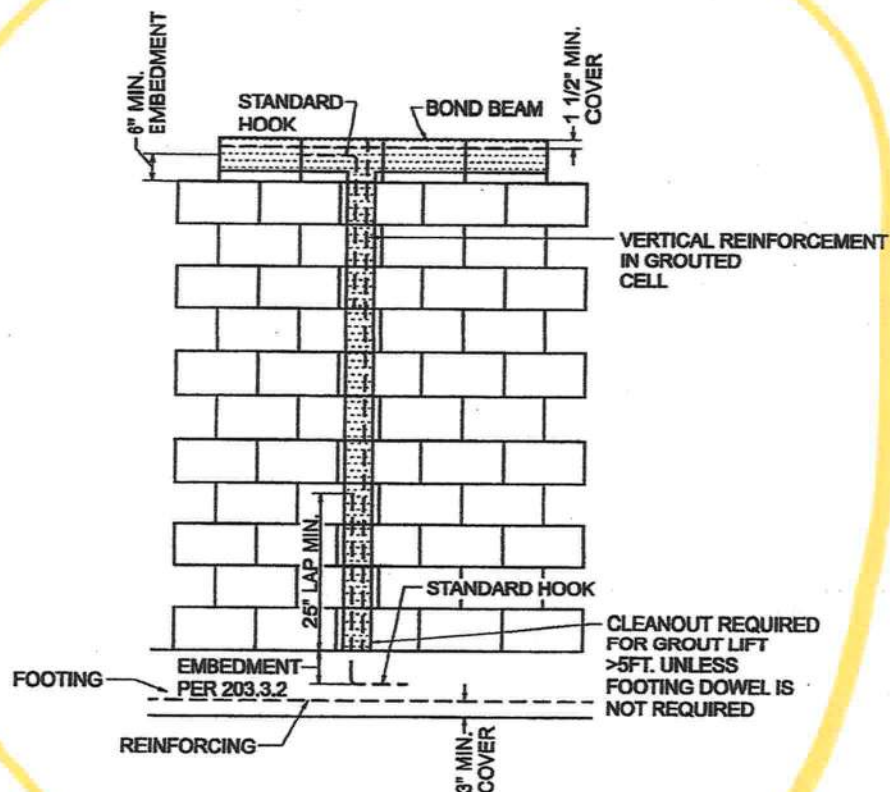 6" MIN.
EMBEDMENT
STANDARD
HOOK
BOND BEAM
1 1/2" MIN.
COVER
VERTICAL REINFORCEMENT
IN GROUTED
CELL
25" LAP MIN.
STANDARD HOOK
CLEANOUT REQUIRED
FOR GROUT LIFT
>5FT. UNLESS
FOOTING DOWEL IS
NOT REQUIRED
EMBEDMENT
PER 203.3.2
FOOTING
REINFORCING
3" MIN.
COVER